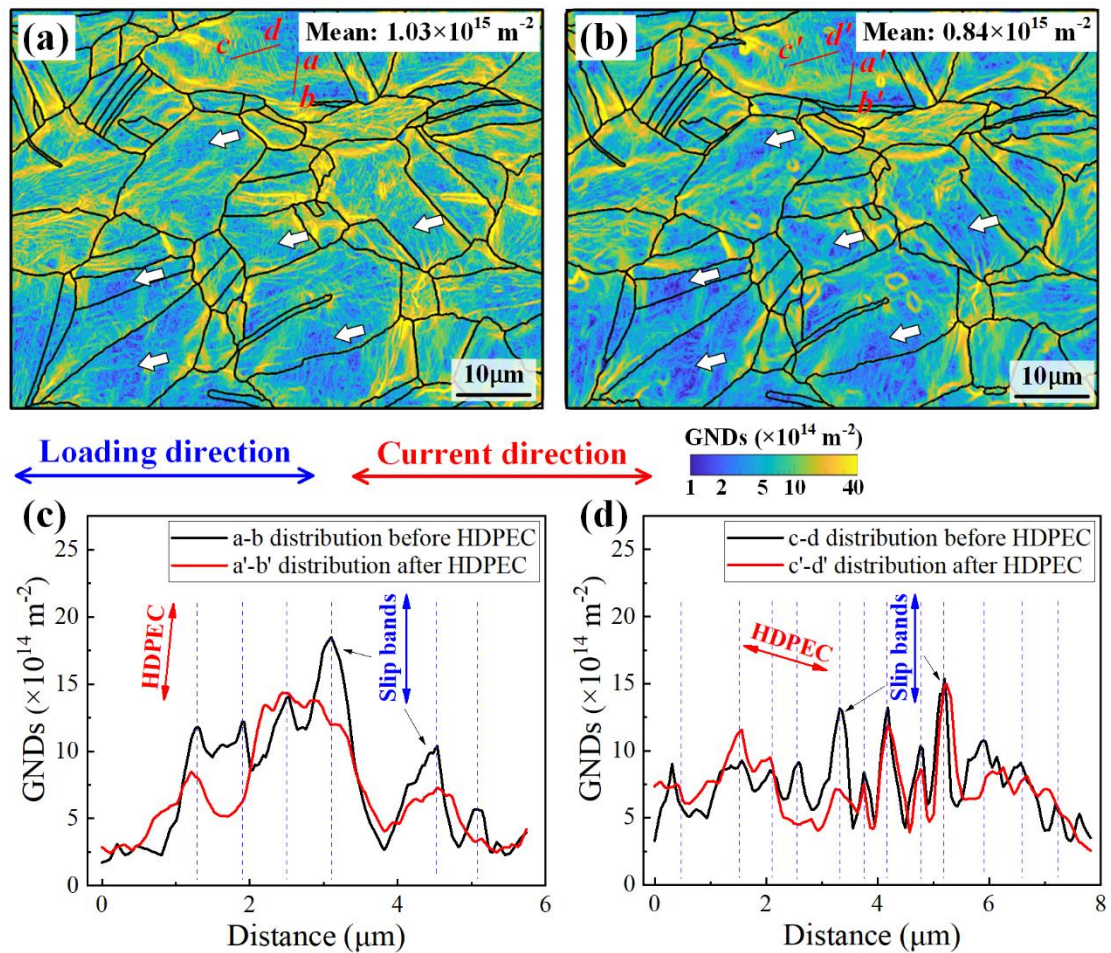 (a)
Mean: 1.03×10¹⁵ m⁻²
c d a b
10μm
(b)
Mean: 0.84×10¹⁵ m⁻²
c' d' a' b'
10μm
Loading direction
Current direction
GNDs (×10¹⁴ m⁻²)
1 2 5 10 40
(c)
a-b distribution before HDPEC
a'-b' distribution after HDPEC
HDPEC
Slip bands
GNDs (×10¹⁴ m⁻²)
25
20
15
10
5
0
0 2 4 6
Distance (μm)
(d)
c-d distribution before HDPEC
c'-d' distribution after HDPEC
HDPEC
Slip bands
GNDs (×10¹⁴ m⁻²)
25
20
15
10
5
0
0 2 4 6 8
Distance (μm)